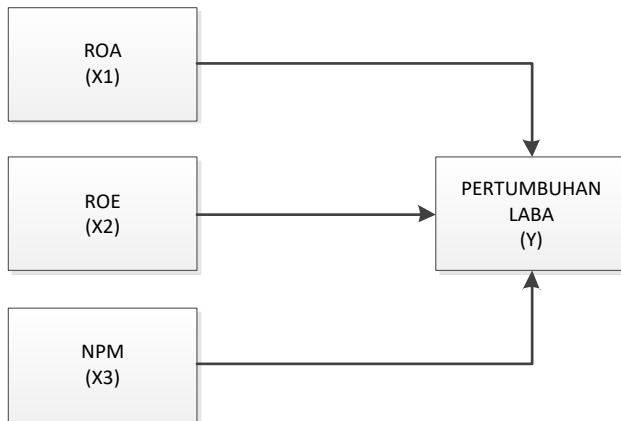 ROA
(X1)
ROE
(X2)
PERTUMBUHAN
LABA
(Y)
NPM
(X3)